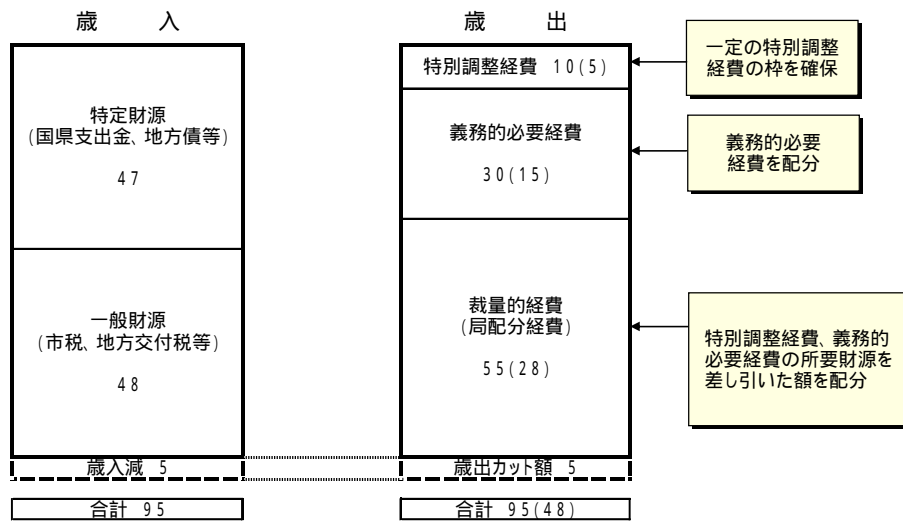 歳　入
特定財源
(国県支出金、地方債等)
47
一般財源
(市税、地方交付税等)
48
歳入減 5
合計 95
歳　出
特別調整経費 10(5)
義務的必要経費
30(15)
裁量的経費
(局配分経費)
55(28)
歳出カット額 5
合計 95(48)
一定の特別調整
経費の枠を確保
義務的必要
経費を配分
特別調整経費、義務的
必要経費の所要財源を
差し引いた額を配分